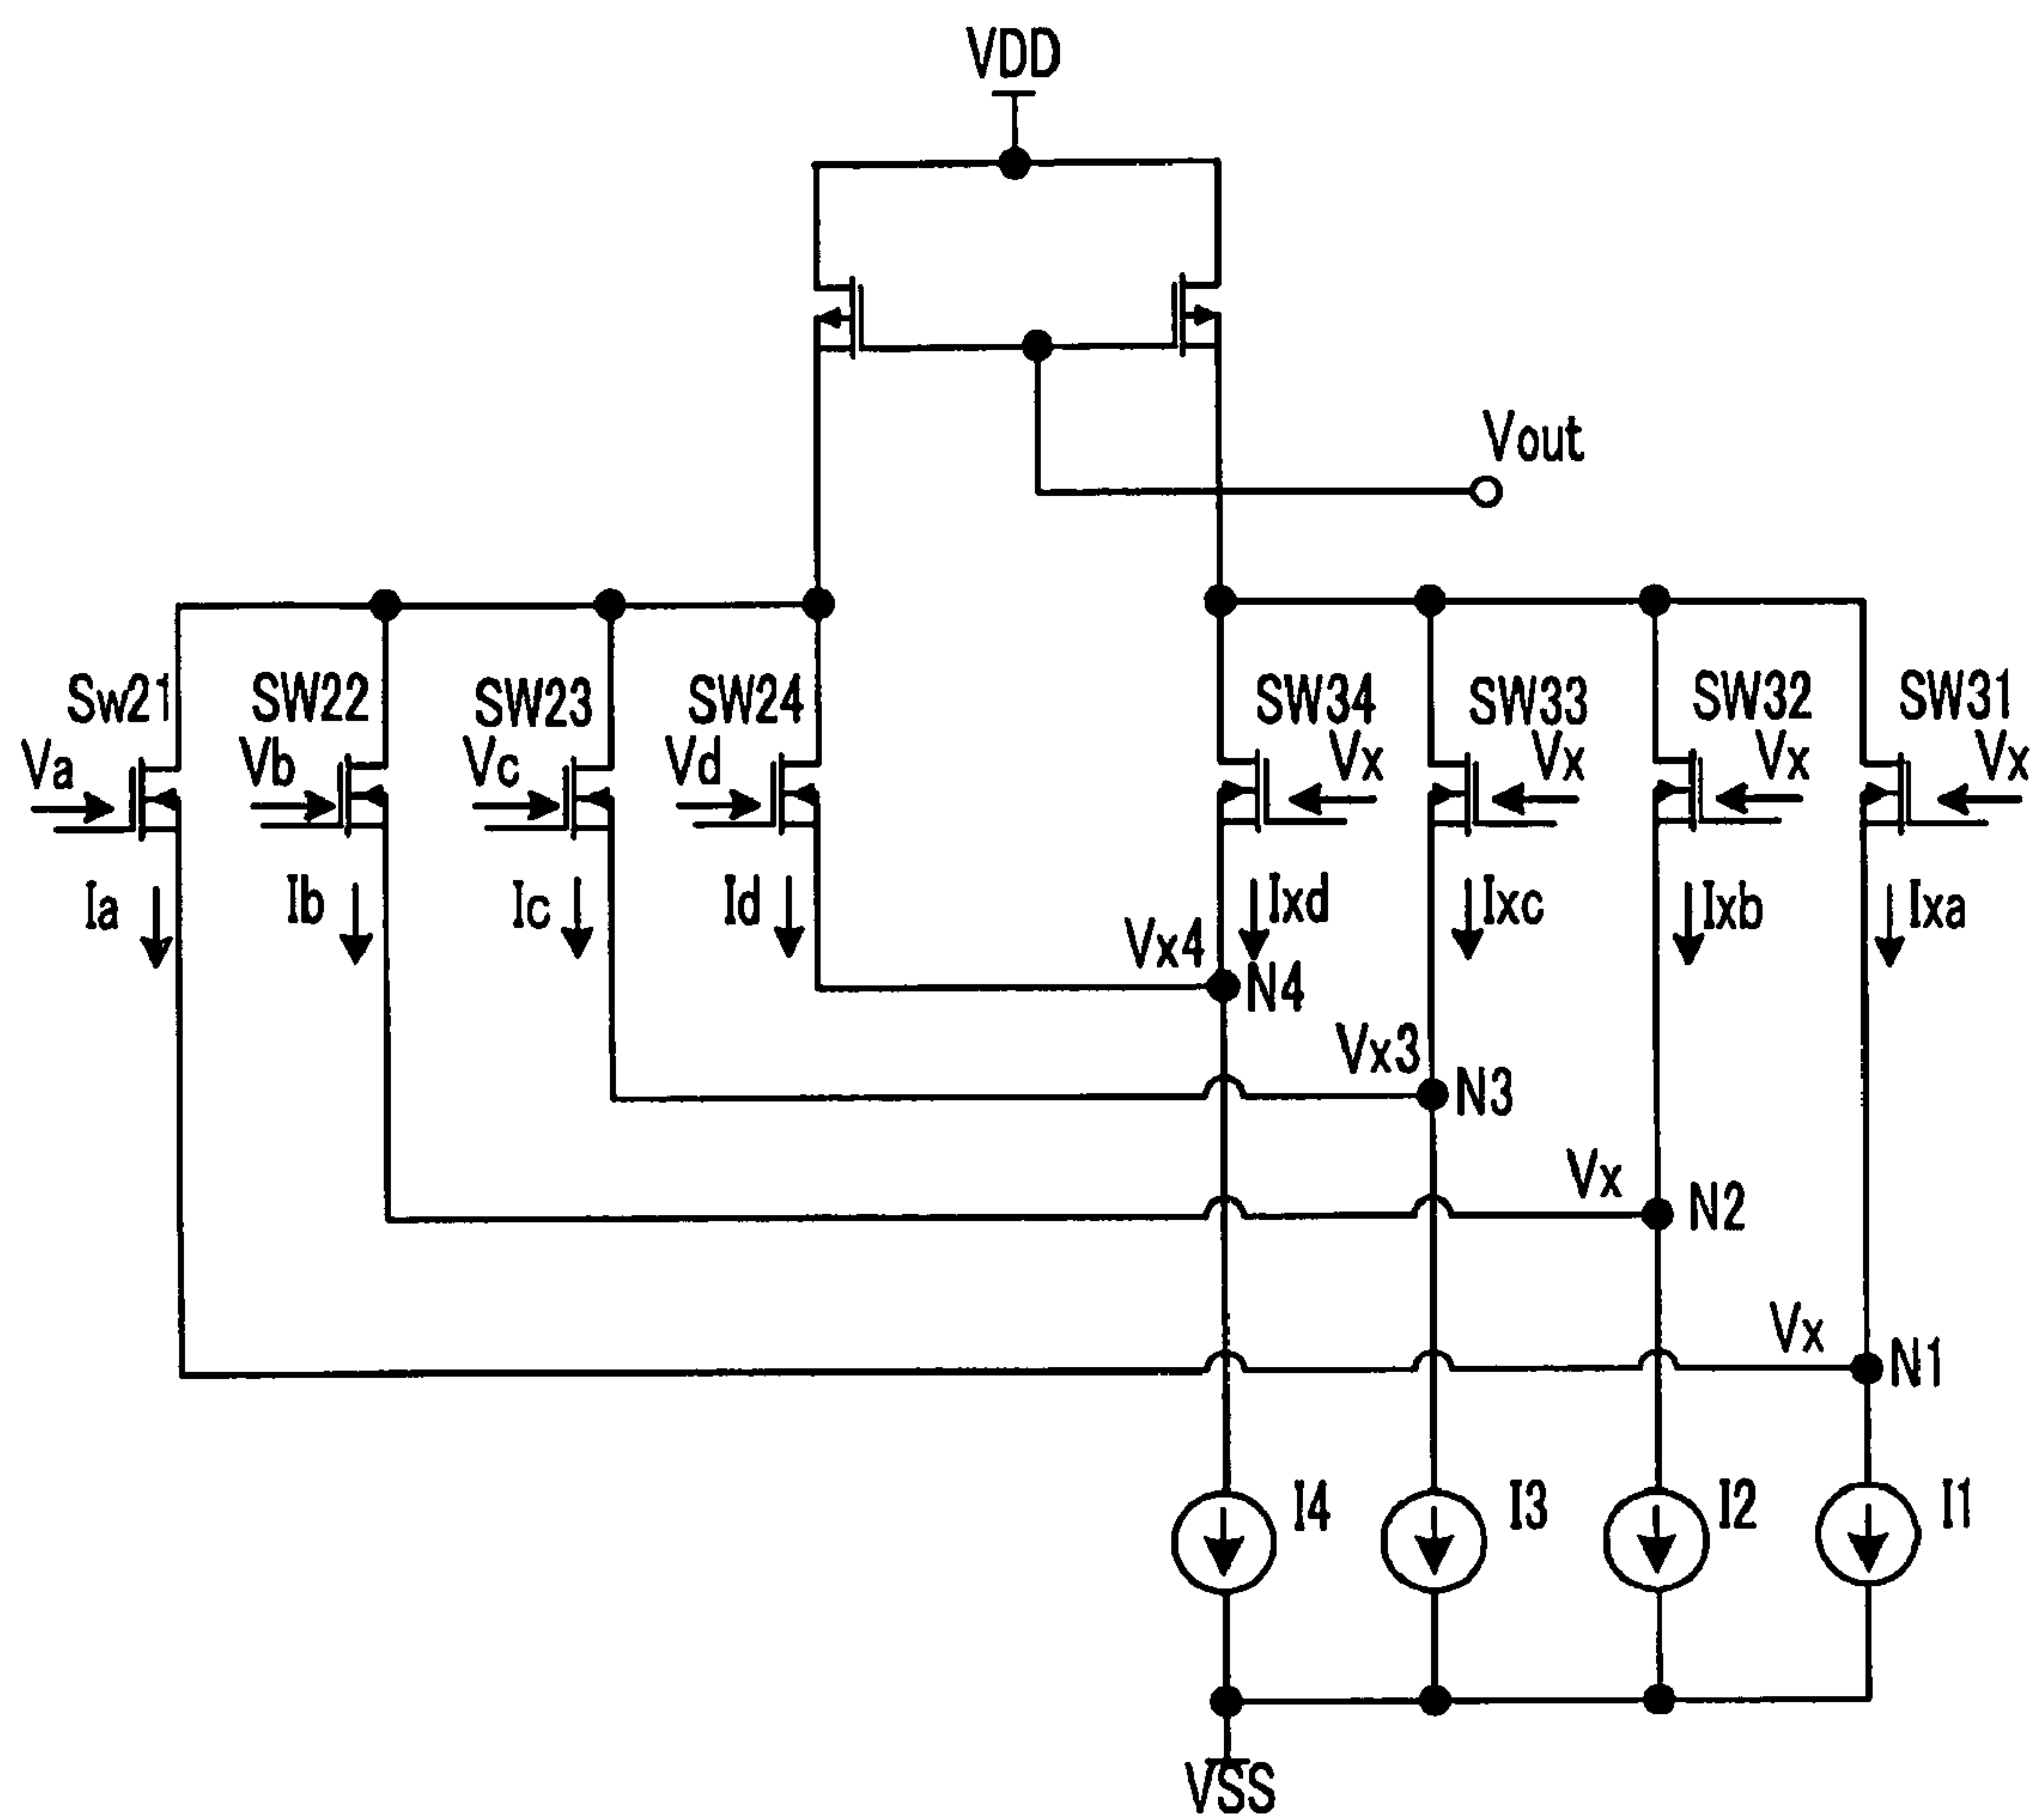 VDD
Vout
Sw21
SW22
SW23
SW24
SW34
SW33
SW32
SW31
Va
Vb
Vc
Vd
Vx
Vx
Vx
Vx
Ia
Ib
Ic
Id
Ixd
Ixc
Ixb
Ixa
Vx4
N4
Vx3
N3
Vx
N2
Vx
N1
I4
I3
I2
I1
VSS